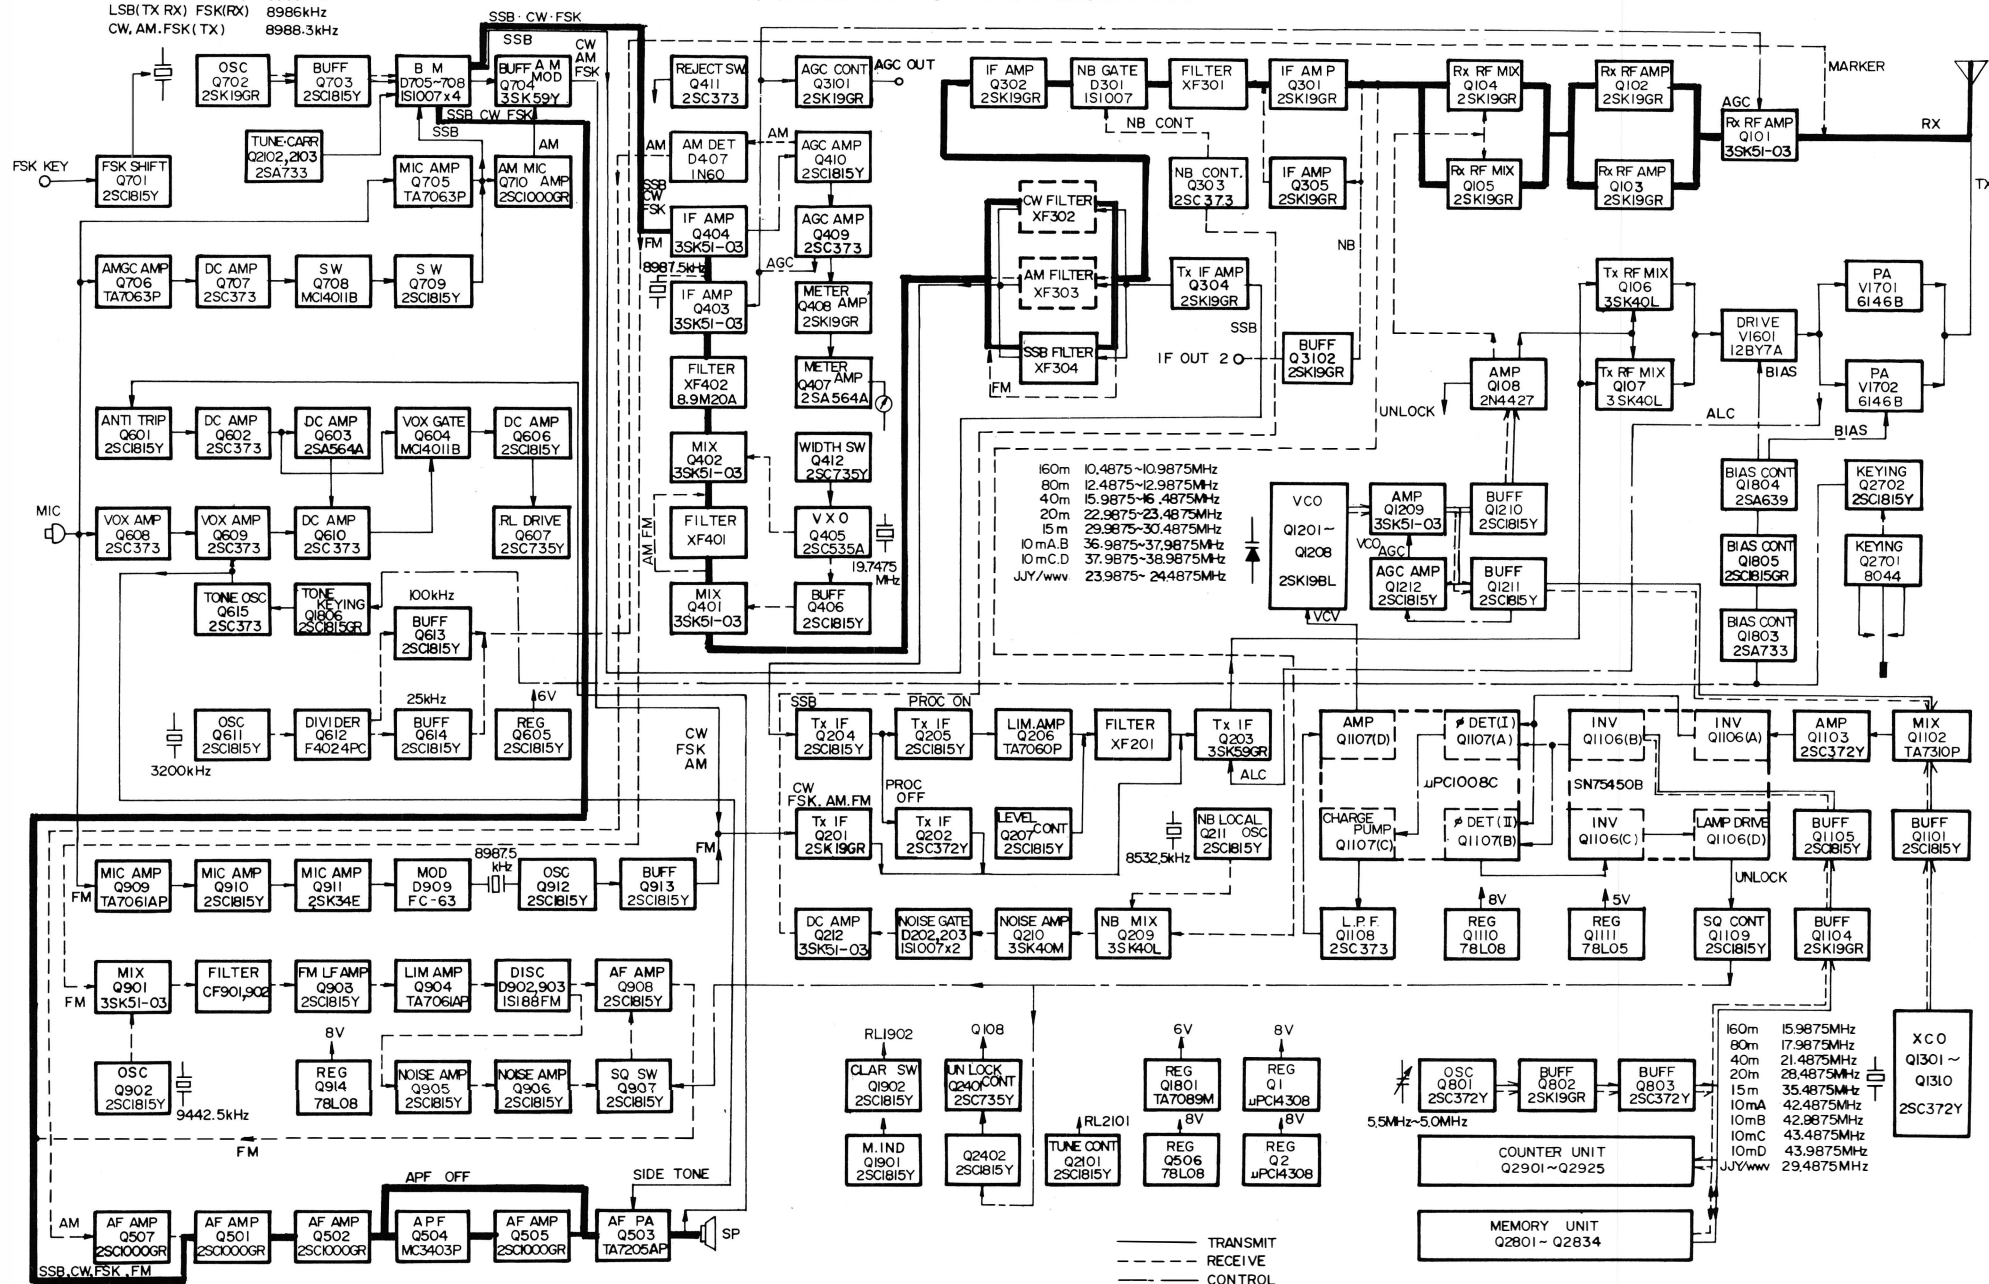 LSB(TX RX) FSK(RX) 8986kHz
CW, AM.FSK(TX) 8988.3kHz
FSK KEY
FSK SHIFT
Q701
2SC1815Y
OSC
Q702
2SK19GR
BUFF
Q703
2SC1815Y
B M
D705~708
1S1007x4
BUFF AM
MOD
Q704
3SK59Y
SSB · CW · FSK
SSB
CW
AM
FSK
SSB CW FSK
SSB
AM
TUNE·CARR
Q2102,2103
2SA733
MIC AMP
Q705
TA7063P
AM MIC
Q710 AMP
2SC1000GR
AMGC AMP
Q706
TA7063P
DC AMP
Q707
2SC373
SW
Q708
MC14011B
SW
Q709
2SC1815Y
ANTI TRIP
Q601
2SC1815Y
DC AMP
Q602
2SC373
DC AMP
Q603
2SA564A
VOX GATE
Q604
MC14011B
DC AMP
Q606
2SC1815Y
MIC
VOX AMP
Q608
2SC373
VOX AMP
Q609
2SC373
DC AMP
Q610
2SC373
RL DRIVE
Q607
2SC735Y
TONE OSC
Q615
2SC373
TONE
KEYING
Q1806
2SC1815GR
100kHz
BUFF
Q613
2SC1815Y
25kHz
6V
OSC
Q611
2SC1815Y
3200kHz
DIVIDER
Q612
F4024PC
BUFF
Q614
2SC1815Y
REG
Q605
2SC1815Y
REJECT SW
Q411
2SC373
AGC CONT
Q3101
2SK19GR
AGC OUT
AM
AM DET
D407
1N60
AM
AGC AMP
Q410
2SC1815Y
SSB
CW
FSK
FM
IF AMP
Q404
3SK51-03
AGC AMP
Q409
2SC373
8987.5kHz
AGC
IF AMP
Q403
3SK51-03
METER
Q408 AMP
2SK19GR
FILTER
XF402
8.9M20A
METER
Q407 AMP
2SA564A
MIX
Q402
3SK51-03
WIDTH SW
Q412
2SC735Y
AM FM
FILTER
XF401
VXO
Q405
2SC535A
19.7475
MHz
MIX
Q401
3SK51-03
BUFF
Q406
2SC1815Y
IF AMP
Q302
2SK19GR
NB GATE
D301
1S1007
FILTER
XF301
IF AMP
Q301
2SK19GR
NB CONT
NB CONT.
Q303
2SC373
IF AMP
Q305
2SK19GR
NB
CW FILTER
XF302
AM FILTER
XF303
SSB FILTER
XF304
FM
Tx IF AMP
Q304
2SK19GR
SSB
IF OUT 2
BUFF
Q3102
2SK19GR
Rx RF MIX
Q104
2SK19GR
Rx RF MIX
Q105
2SK19GR
Rx RF AMP
Q102
2SK19GR
Rx RF AMP
Q103
2SK19GR
MARKER
AGC
Rx RF AMP
Q101
3SK51-03
RX
TX
Tx RF MIX
Q106
3SK40L
Tx RF MIX
Q107
3SK40L
DRIVE
V1601
12BY7A
BIAS
PA
V1701
6146B
PA
V1702
6146B
AMP
Q108
2N4427
UNLOCK
ALC
BIAS
160m 10.4875~10.9875MHz
80m 12.4875~12.9875MHz
40m 15.9875~16.4875MHz
20m 22.9875~23.4875MHz
15m 29.9875~30.4875MHz
10mA.B 36.9875~37.9875MHz
10mC.D 37.9875~38.9875MHz
JJY/wwv 23.9875~24.4875MHz
VCO
Q1201~
Q1208
2SK19BL
VCV
AMP
Q1209
3SK51-03
BUFF
Q1210
2SC1815Y
VCO
AGC
AGC AMP
Q1212
2SC1815Y
BUFF
Q1211
2SC1815Y
BIAS CONT
Q1804
2SA639
KEYING
Q2702
2SC1815Y
BIAS CONT
Q1805
2SC1815GR
KEYING
Q2701
8044
BIAS CONT
Q1803
2SA733
CW
FSK
AM
SSB
Tx IF
Q204
2SC1815Y
PROC ON
Tx IF
Q205
2SC1815Y
LIM.AMP
Q206
TA7060P
FILTER
XF201
Tx IF
Q203
3SK59GR
ALC
CW
FSK. AM.FM
Tx IF
Q201
2SK19GR
PROC
OFF
Tx IF
Q202
2SC372Y
LEVEL
Q207 CONT
2SC1815Y
NB LOCAL
Q211 OSC
2SC1815Y
8532.5kHz
DC AMP
Q212
3SK51-03
NOISE GATE
D202,203
1S1007x2
NOISE AMP
Q210
3SK40M
NB MIX
Q209
3SK40L
AMP
Q1107(D)
ø DET(I)
Q1107(A)
μPC1008C
CHARGE
PUMP
Q1107(C)
ø DET(II)
Q1107(B)
INV
Q1106(B)
INV
Q1106(A)
SN75450B
INV
Q1106(C)
LAMP DRIVE
Q1106(D)
AMP
Q1103
2SC372Y
MIX
Q1102
TA7310P
BUFF
Q1105
2SC1815Y
BUFF
Q1101
2SC1815Y
UNLOCK
L.P.F.
Q1108
2SC373
8V
REG
Q1110
78L08
5V
REG
Q1111
78L05
SQ CONT
Q1109
2SC1815Y
BUFF
Q1104
2SK19GR
FM
MIC AMP
Q909
TA7061AP
MIC AMP
Q910
2SC1815Y
MIC AMP
Q911
2SK34E
MOD
D909
FC-63
8987.5
kHz
OSC
Q912
2SC1815Y
BUFF
Q913
2SC1815Y
FM
FM
MIX
Q901
3SK51-03
FILTER
CF901,902
FM LF AMP
Q903
2SC1815Y
LIM AMP
Q904
TA7061AP
DISC
D902,903
1S188FM
AF AMP
Q908
2SC1815Y
OSC
Q902
2SC1815Y
9442.5kHz
8V
REG
Q914
78L08
NOISE AMP
Q905
2SC1815Y
NOISE AMP
Q906
2SC1815Y
SQ SW
Q907
2SC1815Y
FM
RL1902
CLAR SW
Q1902
2SC1815Y
M.IND
Q1901
2SC1815Y
Q108
UNLOCK
Q2401 CONT
2SC735Y
Q2402
2SC1815Y
RL2101
TUNE CONT
Q2101
2SC1815Y
6V
REG
Q1801
TA7089M
8V
REG
Q506
78L08
8V
REG
Q1
μPC14308
REG
Q2
μPC14308
OSC
Q801
2SC372Y
5.5MHz~5.0MHz
BUFF
Q802
2SK19GR
BUFF
Q803
2SC372Y
COUNTER UNIT
Q2901~Q2925
MEMORY UNIT
Q2801~Q2834
160m 15.9875MHz
80m 17.9875MHz
40m 21.4875MHz
20m 28.4875MHz
15m 35.4875MHz
10mA 42.4875MHz
10mB 42.9875MHz
10mC 43.4875MHz
10mD 43.9875MHz
JJY/wwv 29.4875MHz
XCO
Q1301~
Q1310
2SC372Y
AM
AF AMP
Q507
2SC1000GR
SSB,CW,FSK,FM
AF AMP
Q501
2SC1000GR
AF AMP
Q502
2SC1000GR
APF OFF
APF
Q504
MC3403P
AF AMP
Q505
2SC1000GR
SIDE TONE
AF PA
Q503
TA7205AP
SP
TRANSMIT
RECEIVE
CONTROL